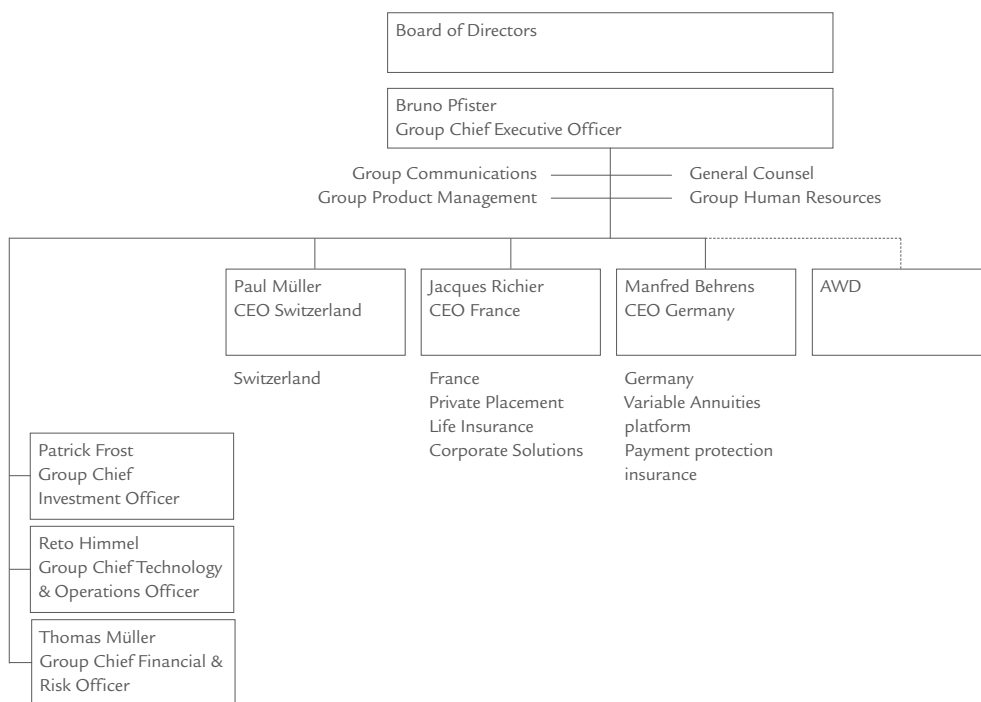 Board of Directors
Bruno Pfister
Group Chief Executive Officer
Group Communications
General Counsel
Group Product Management
Group Human Resources
Paul Müller
CEO Switzerland
Jacques Richier
CEO France
Manfred Behrens
CEO Germany
AWD
Switzerland
France
Private Placement
Life Insurance
Corporate Solutions
Germany
Variable Annuities
platform
Payment protection
insurance
Patrick Frost
Group Chief
Investment Officer
Reto Himmel
Group Chief Technology
& Operations Officer
Thomas Müller
Group Chief Financial &
Risk Officer